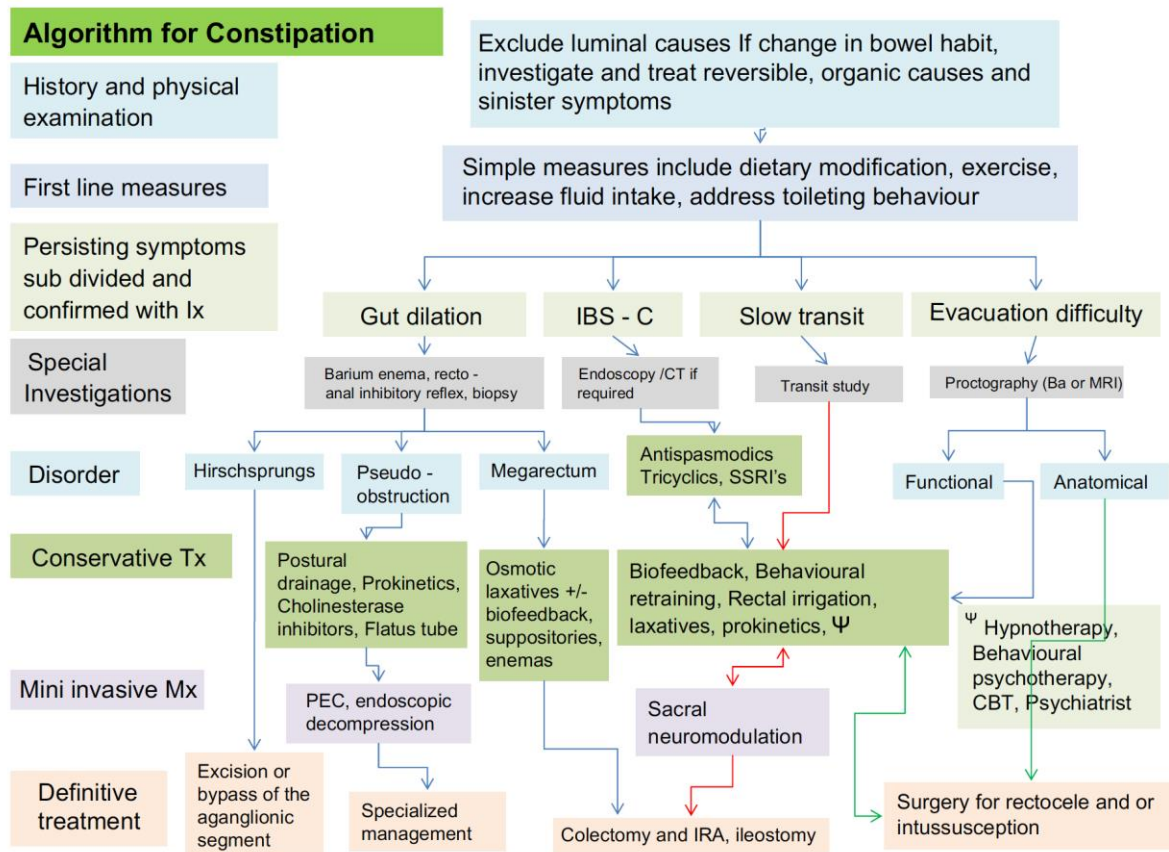 Algorithm for Constipation
Exclude luminal causes If change in bowel habit,
investigate and treat reversible, organic causes and
sinister symptoms
History and physical
examination
First line measures
Simple measures include dietary modification, exercise,
increase fluid intake, address toileting behaviour
Persisting symptoms
sub divided and
confirmed with Ix
Gut dilation
IBS - C
Slow transit
Evacuation difficulty
Special
Investigations
Barium enema, recto -
anal inhibitory reflex, biopsy
Endoscopy /CT if
required
Transit study
Proctography (Ba or MRI)
Disorder
Hirschsprungs
Pseudo -
obstruction
Megarectum
Antispasmodics
Tricyclics, SSRI's
Functional
Anatomical
Conservative Tx
Postural
drainage, Prokinetics,
Cholinesterase
inhibitors, Flatus tube
Osmotic
laxatives +/-
biofeedback,
suppositories,
enemas
Biofeedback, Behavioural
retraining, Rectal irrigation,
laxatives, prokinetics, Ψ
Ψ Hypnotherapy,
Behavioural
psychotherapy,
CBT, Psychiatrist
Mini invasive Mx
PEC, endoscopic
decompression
Sacral
neuromodulation
Definitive
treatment
Excision or
bypass of the
aganglionic
segment
Specialized
management
Colectomy and IRA, ileostomy
Surgery for rectocele and or
intussusception